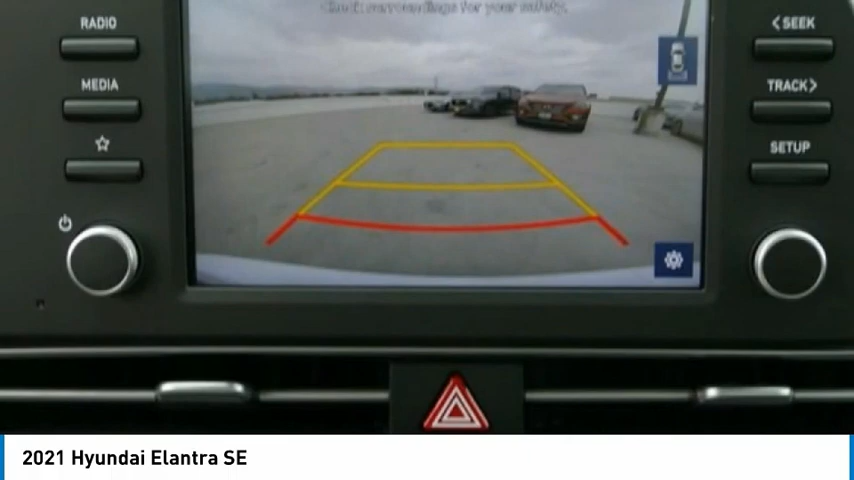 Check surroundings for your safety.
RADIO
<SEEK
MEDIA
TRACK>
SETUP
2021 Hyundai Elantra SE